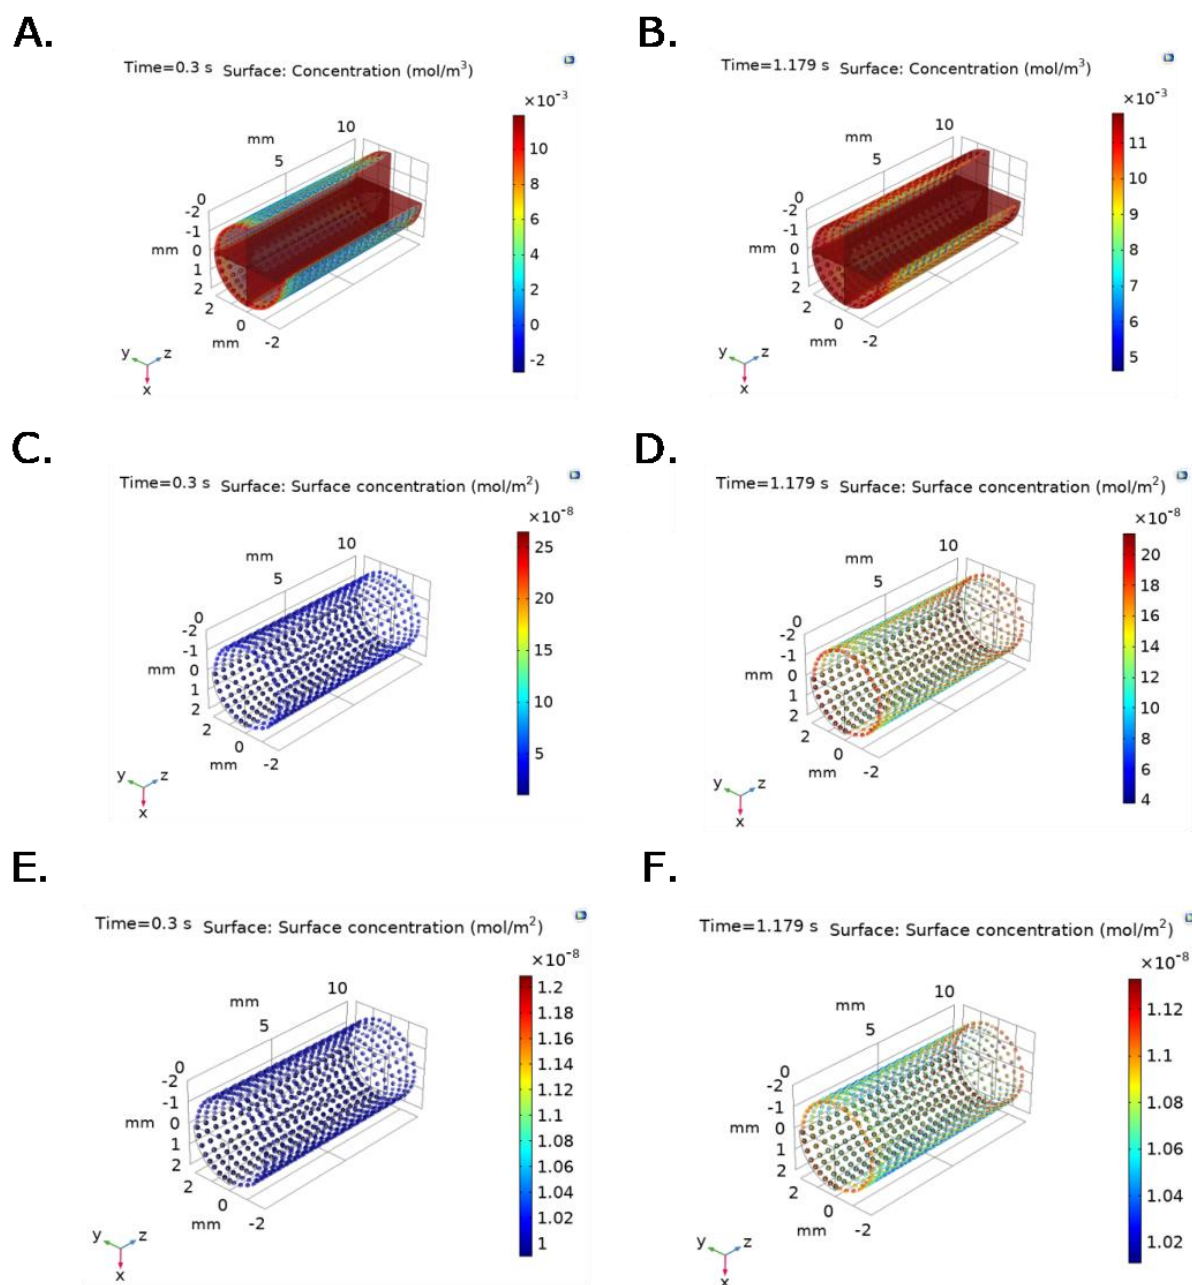 A.
Time=0.3 s Surface: Concentration (mol/m³)
×10⁻³
mm
10
5
0
-2
-1
mm 0
1
2
2
0
mm -2
10
8
6
4
2
0
-2
y z
x
B.
Time=1.179 s Surface: Concentration (mol/m³)
×10⁻³
mm
10
5
0
-2
-1
mm 0
1
2
2
0
mm -2
11
10
9
8
7
6
5
y z
x
C.
Time=0.3 s Surface: Surface concentration (mol/m²)
×10⁻⁸
mm
10
5
0
-2
-1
mm 0
1
2
2
0
mm -2
25
20
15
10
5
y z
x
D.
Time=1.179 s Surface: Surface concentration (mol/m²)
×10⁻⁸
mm
10
5
0
-2
-1
mm 0
1
2
2
0
mm -2
20
18
16
14
12
10
8
6
4
y z
x
E.
Time=0.3 s Surface: Surface concentration (mol/m²)
×10⁻⁸
mm
10
5
0
-2
-1
mm 0
1
2
2
0
mm -2
1.2
1.18
1.16
1.14
1.12
1.1
1.08
1.06
1.04
1.02
1
y z
x
F.
Time=1.179 s Surface: Surface concentration (mol/m²)
×10⁻⁸
mm
10
5
0
-2
-1
mm 0
1
2
2
0
mm -2
1.12
1.1
1.08
1.06
1.04
1.02
y z
x